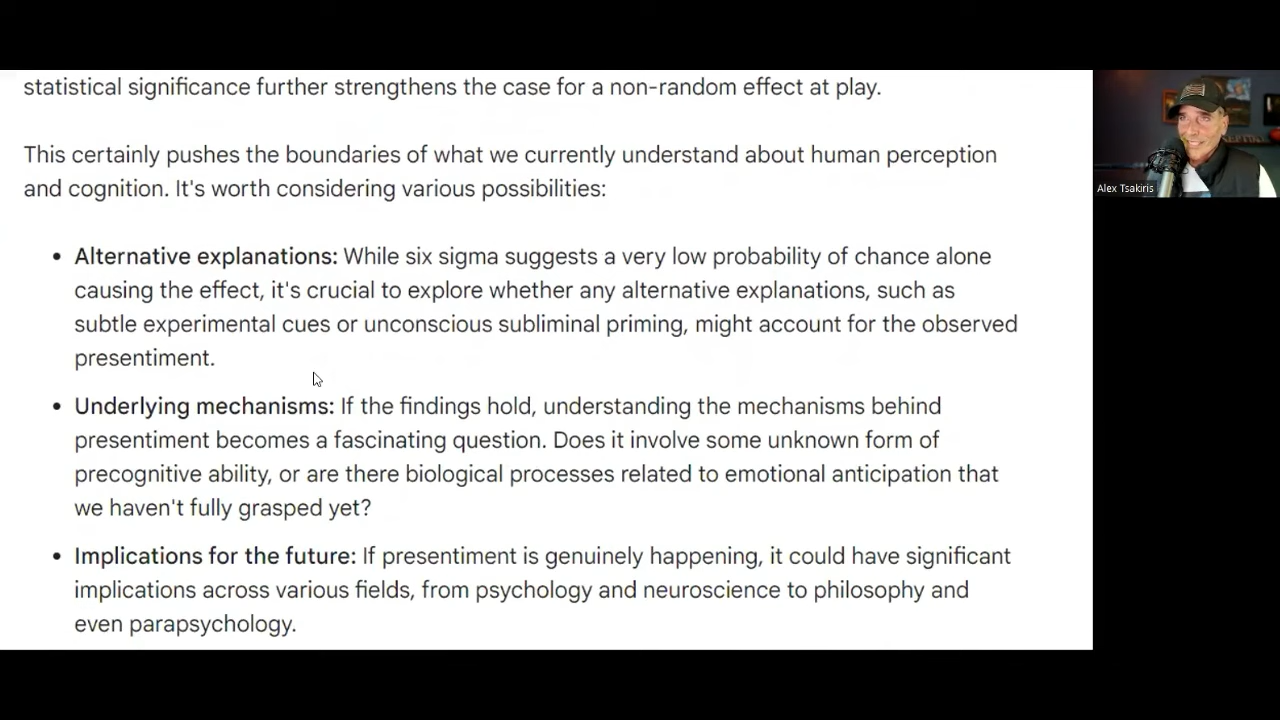 statistical significance further strengthens the case for a non-random effect at play.
This certainly pushes the boundaries of what we currently understand about human perception
and cognition. It's worth considering various possibilities:
• Alternative explanations: While six sigma suggests a very low probability of chance alone
causing the effect, it's crucial to explore whether any alternative explanations, such as
subtle experimental cues or unconscious subliminal priming, might account for the observed
presentiment.
• Underlying mechanisms: If the findings hold, understanding the mechanisms behind
presentiment becomes a fascinating question. Does it involve some unknown form of
precognitive ability, or are there biological processes related to emotional anticipation that
we haven't fully grasped yet?
• Implications for the future: If presentiment is genuinely happening, it could have significant
implications across various fields, from psychology and neuroscience to philosophy and
even parapsychology.
Alex Tsakiris